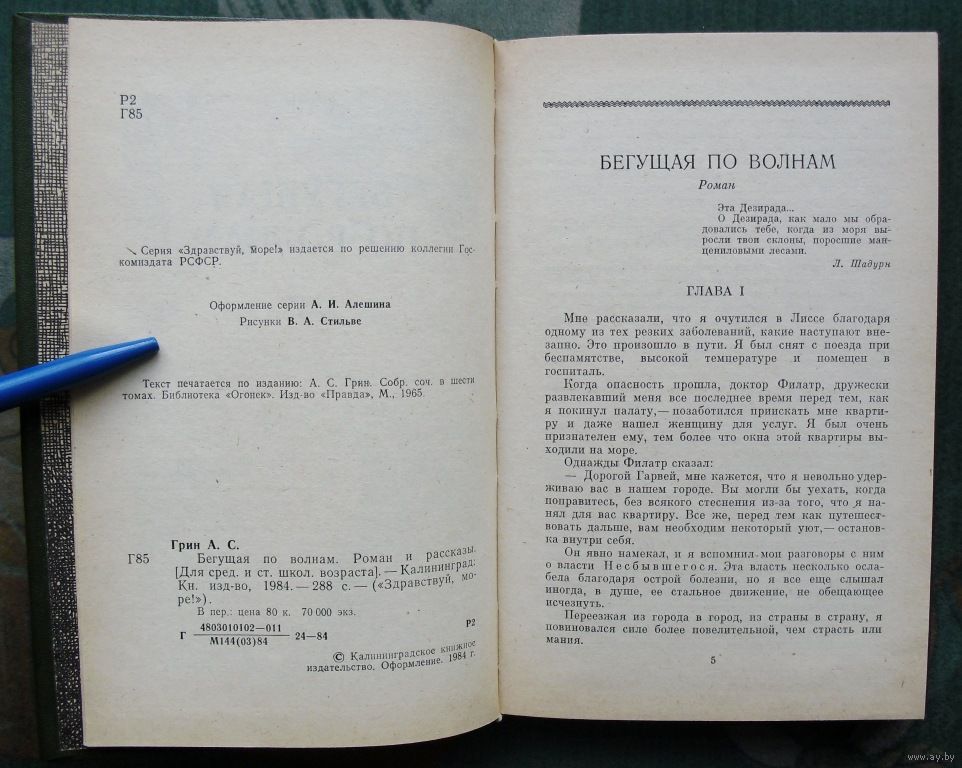 Р2
Г85
Серия «Здравствуй, море!» издается по решению коллегии Гос-
комиздата РСФСР.
Оформление серии А. И. Алешина
Рисунки В. А. Стильве
Текст печатается по изданию: А. С. Грин. Собр. соч. в шести
томах. Библиотека «Огонек». Изд-во «Правда», М., 1965.
Грин А. С.
Г85 Бегущая по волнам. Роман и рассказы.
[Для сред. и ст. школ. возраста]. — Калининград:
Кн. изд-во, 1984. — 288 с. — («Здравствуй, мо-
ре!»).
В пер.: цена 80 к. 70 000 экз.
Г 4803010102—011
М144(03)84 24—84
Р2
© Калининградское книжное
издательство. Оформление. 1984 г.
БЕГУЩАЯ ПО ВОЛНАМ
Роман
Эта Дезирада...
О Дезирада, как мало мы обра-
довались тебе, когда из моря вы-
росли твои склоны, поросшие ман-
цениловыми лесами.
Л. Шадурн
ГЛАВА I
Мне рассказали, что я очутился в Лиссе благодаря
одному из тех резких заболеваний, какие наступают вне-
запно. Это произошло в пути. Я был снят с поезда при
беспамятстве, высокой температуре и помещен в
госпиталь.
Когда опасность прошла, доктор Филатр, дружески
развлекавший меня все последнее время перед тем, как
я покинул палату,— позаботился приискать мне кварти-
ру и даже нашел женщину для услуг. Я был очень
признателен ему, тем более что окна этой квартиры вы-
ходили на море.
Однажды Филатр сказал:
— Дорогой Гарвей, мне кажется, что я невольно удер-
живаю вас в нашем городе. Вы могли бы уехать, когда
поправитесь, без всякого стеснения из-за того, что я на-
нял для вас квартиру. Все же, перед тем как путешест-
вовать дальше, вам необходим некоторый уют,— останов-
ка внутри себя.
Он явно намекал, и я вспомнил мои разговоры с ним
о власти Несбывшегося. Эта власть несколько осла-
бела благодаря острой болезни, но я все еще слышал
иногда, в душе, ее стальное движение, не обещающее
исчезнуть.
Переезжая из города в город, из страны в страну, я
повиновался силе более повелительной, чем страсть или
мания.
5
www.ay.by